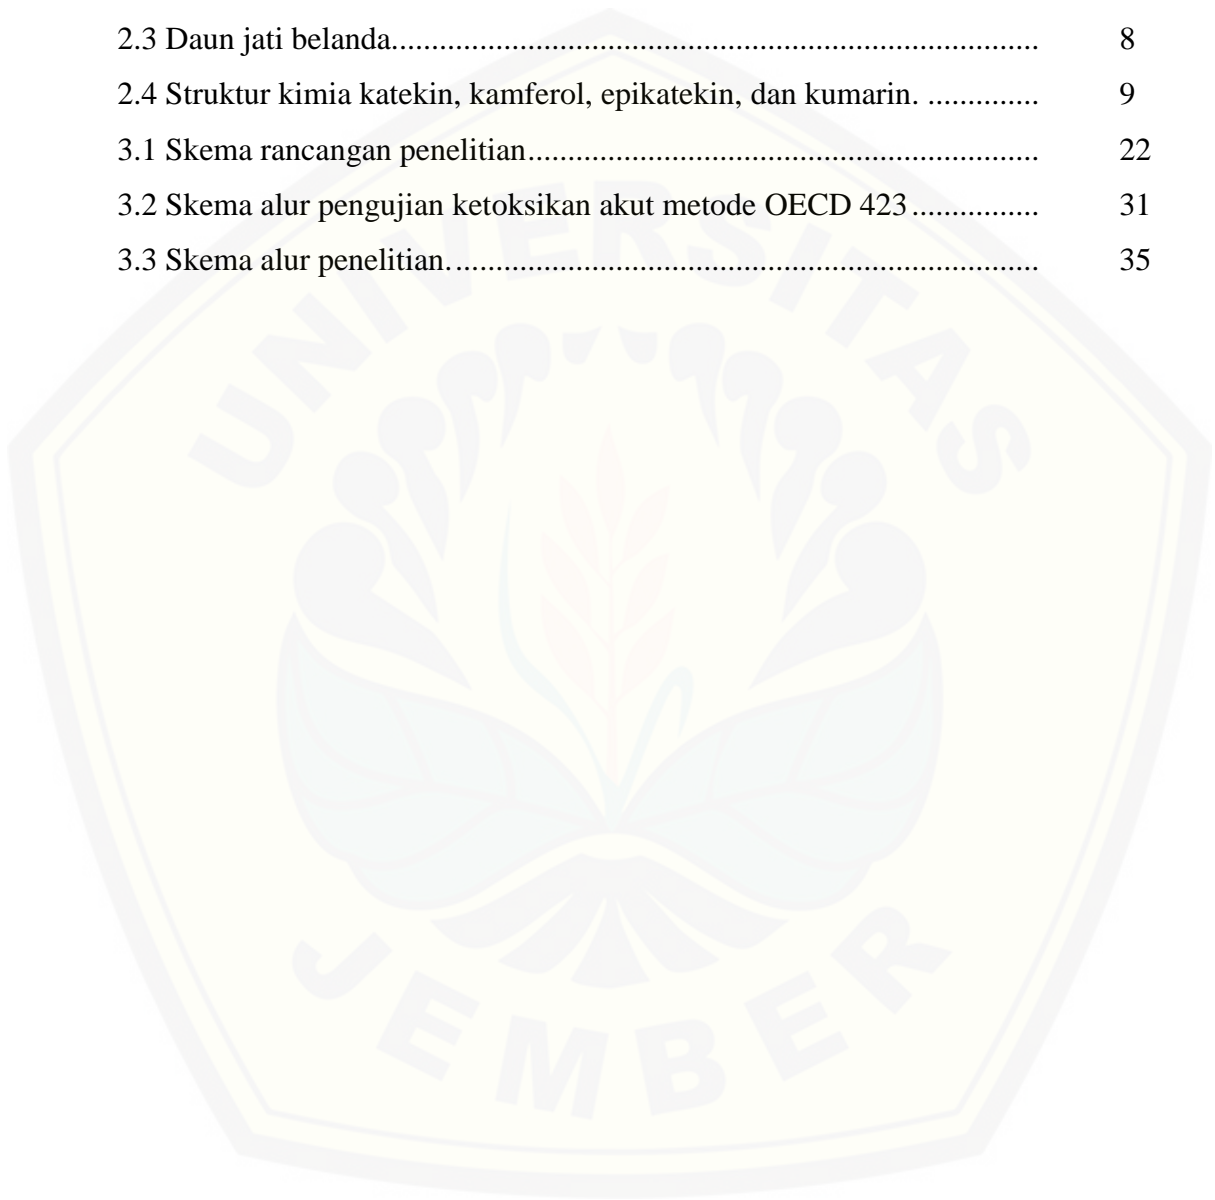 2.3 Daun jati belanda................................................................................ 8
2.4 Struktur kimia katekin, kamferol, epikatekin, dan kumarin. .............. 9
3.1 Skema rancangan penelitian................................................................ 22
3.2 Skema alur pengujian ketoksikan akut metode OECD 423................ 31
3.3 Skema alur penelitian.......................................................................... 35
UNIVERSITAS
JEMBER